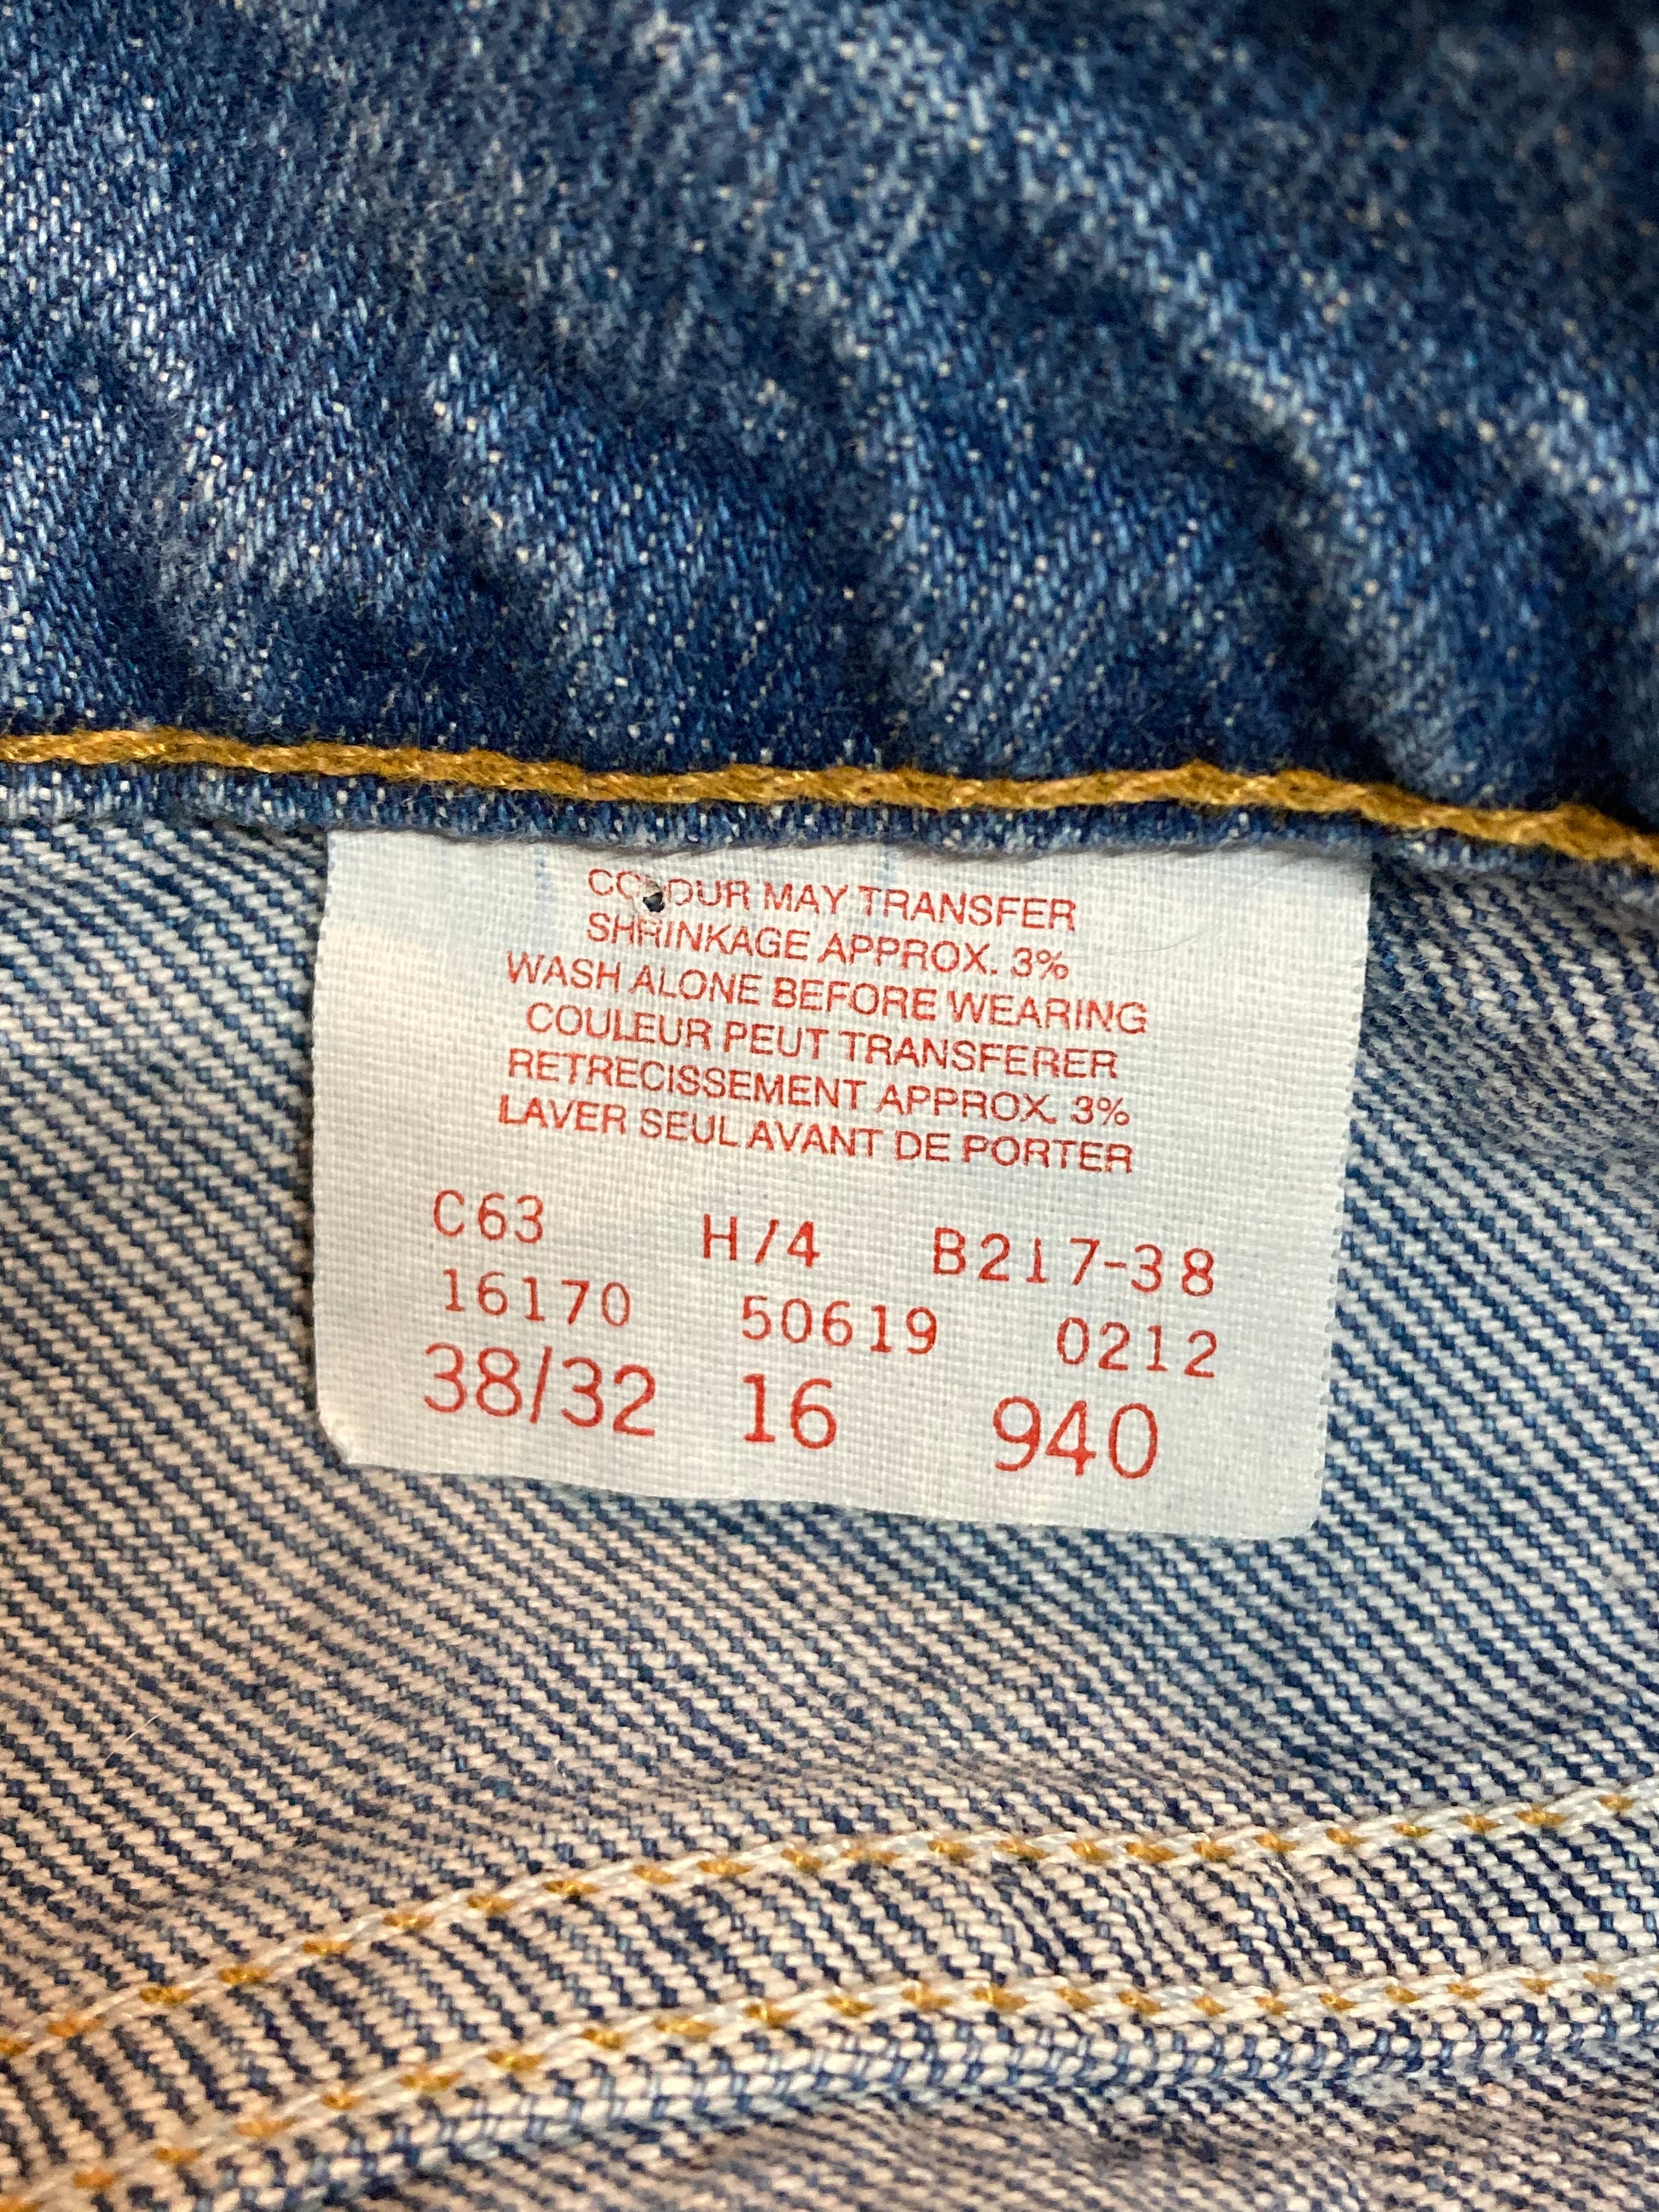 COLOUR MAY TRANSFER
SHRINKAGE APPROX. 3%
WASH ALONE BEFORE WEARING
COULEUR PEUT TRANSFERER
RETRECISSEMENT APPROX. 3%
LAVER SEUL AVANT DE PORTER
C63 H/4 B217-38
16170 50619 0212
38/32 16 940